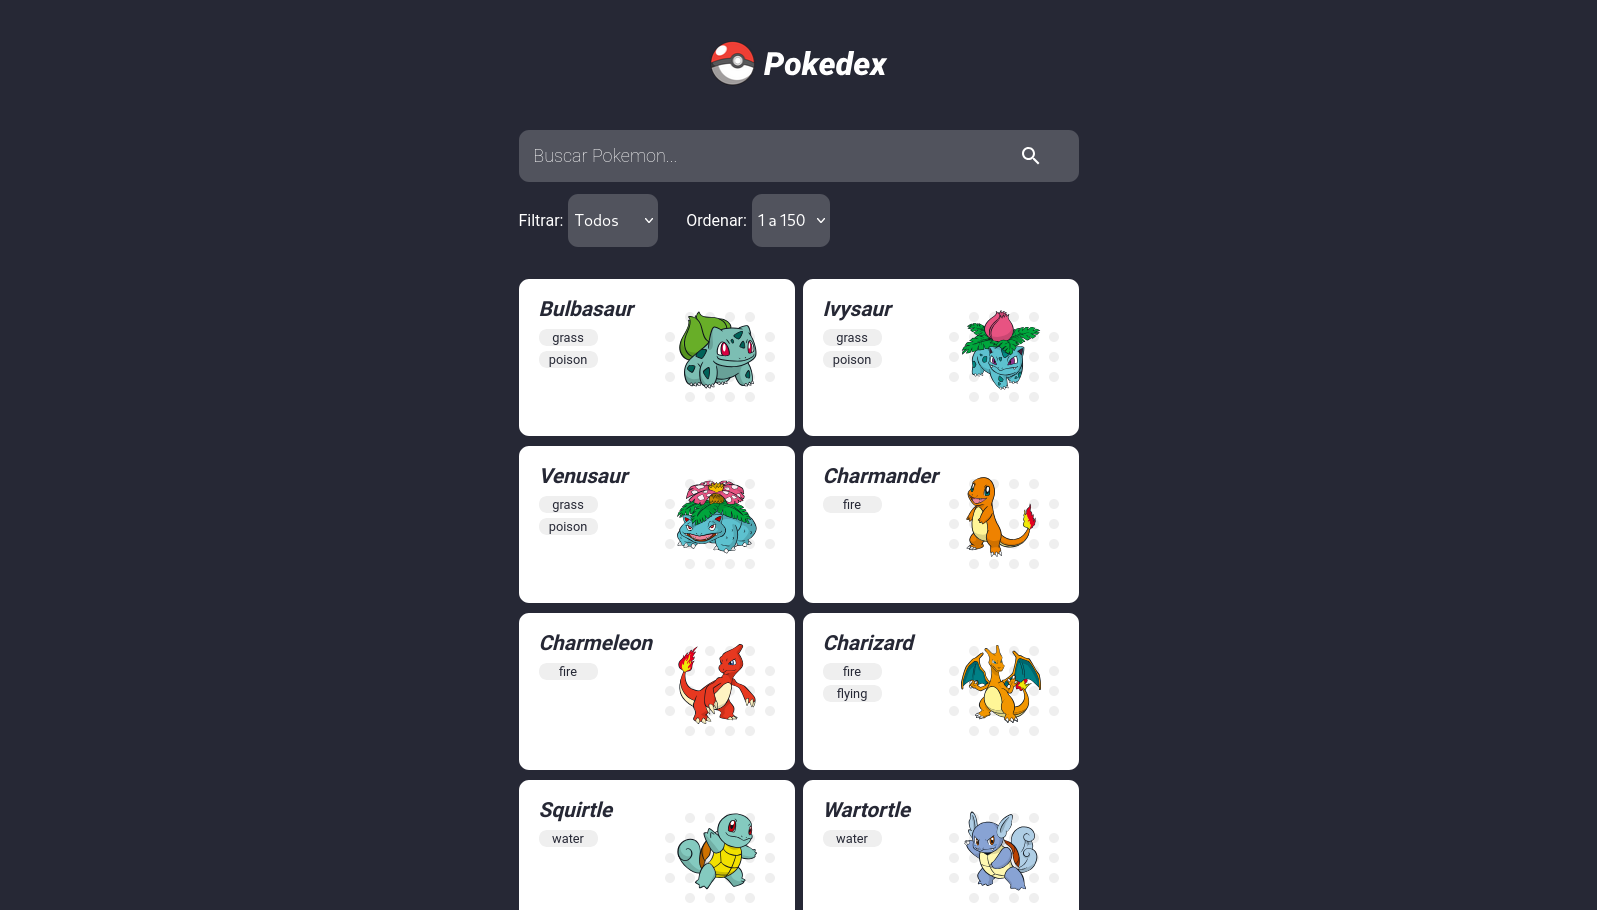 Pokedex
Buscar Pokemon...
Filtrar: Todos Ordenar: 1 a 150
Bulbasaur
grass
poison
Ivysaur
grass
poison
Venusaur
grass
poison
Charmander
fire
Charmeleon
fire
Charizard
fire
flying
Squirtle
water
Wartortle
water